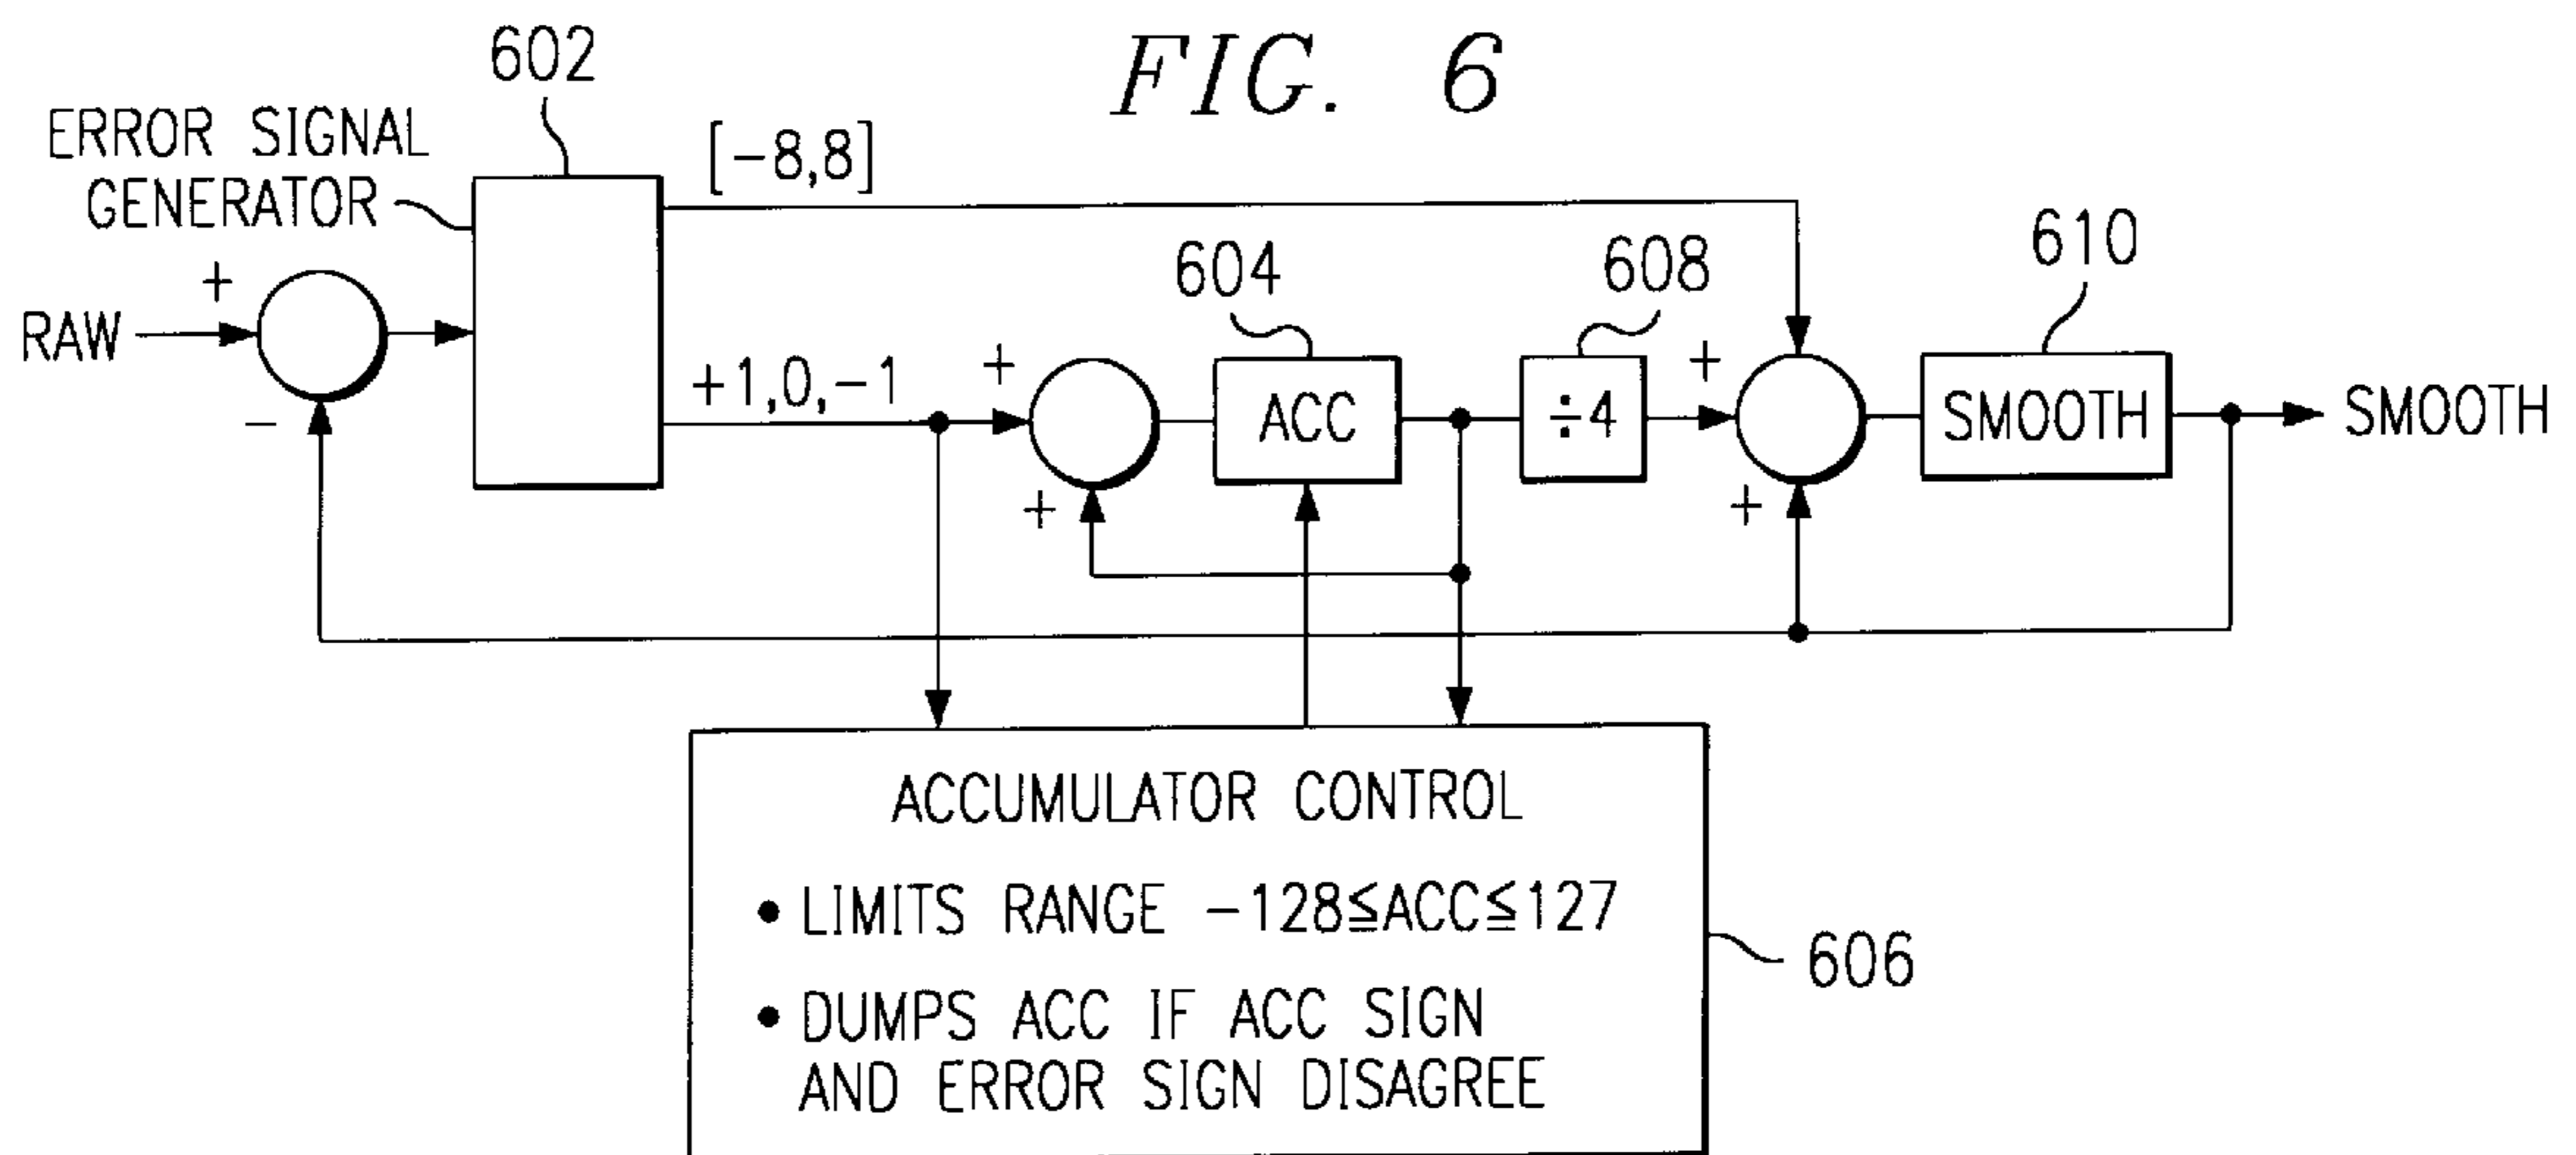 FIG. 6
602
ERROR SIGNAL
GENERATOR
[-8,8]
610
604
608
+
RAW
-
+1,0,-1
+
ACC
÷4
+
SMOOTH
SMOOTH
+
+
ACCUMULATOR CONTROL
• LIMITS RANGE -128≦ACC≦127
606
• DUMPS ACC IF ACC SIGN
AND ERROR SIGN DISAGREE